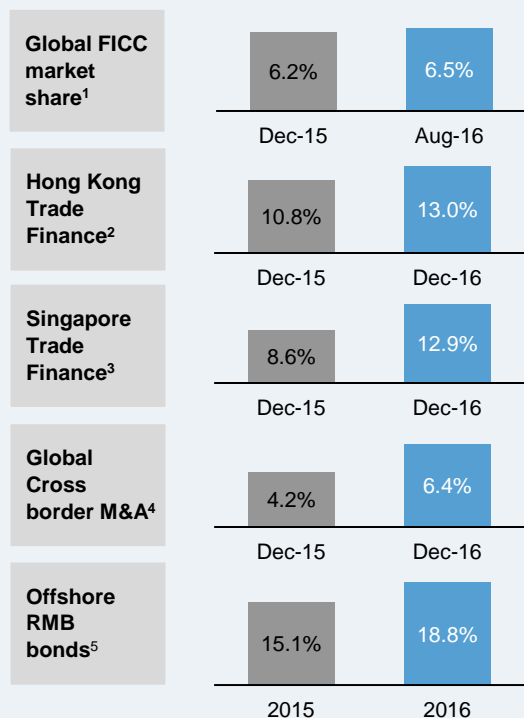 Global FICC
market
share¹
6.2%
6.5%
Dec-15
Aug-16
Hong Kong
Trade
Finance²
10.8%
13.0%
Dec-15
Dec-16
Singapore
Trade
Finance³
8.6%
12.9%
Dec-15
Dec-16
Global
Cross
border M&A⁴
4.2%
6.4%
Dec-15
Dec-16
Offshore
RMB
bonds⁵
15.1%
18.8%
2015
2016